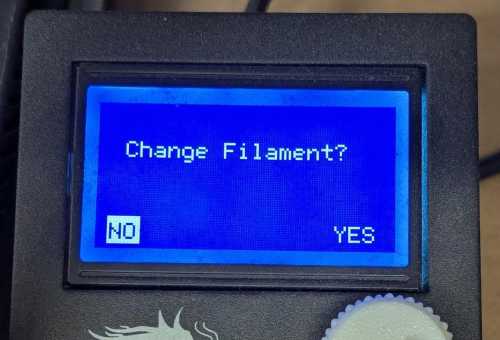 Change Filament?
NO YES